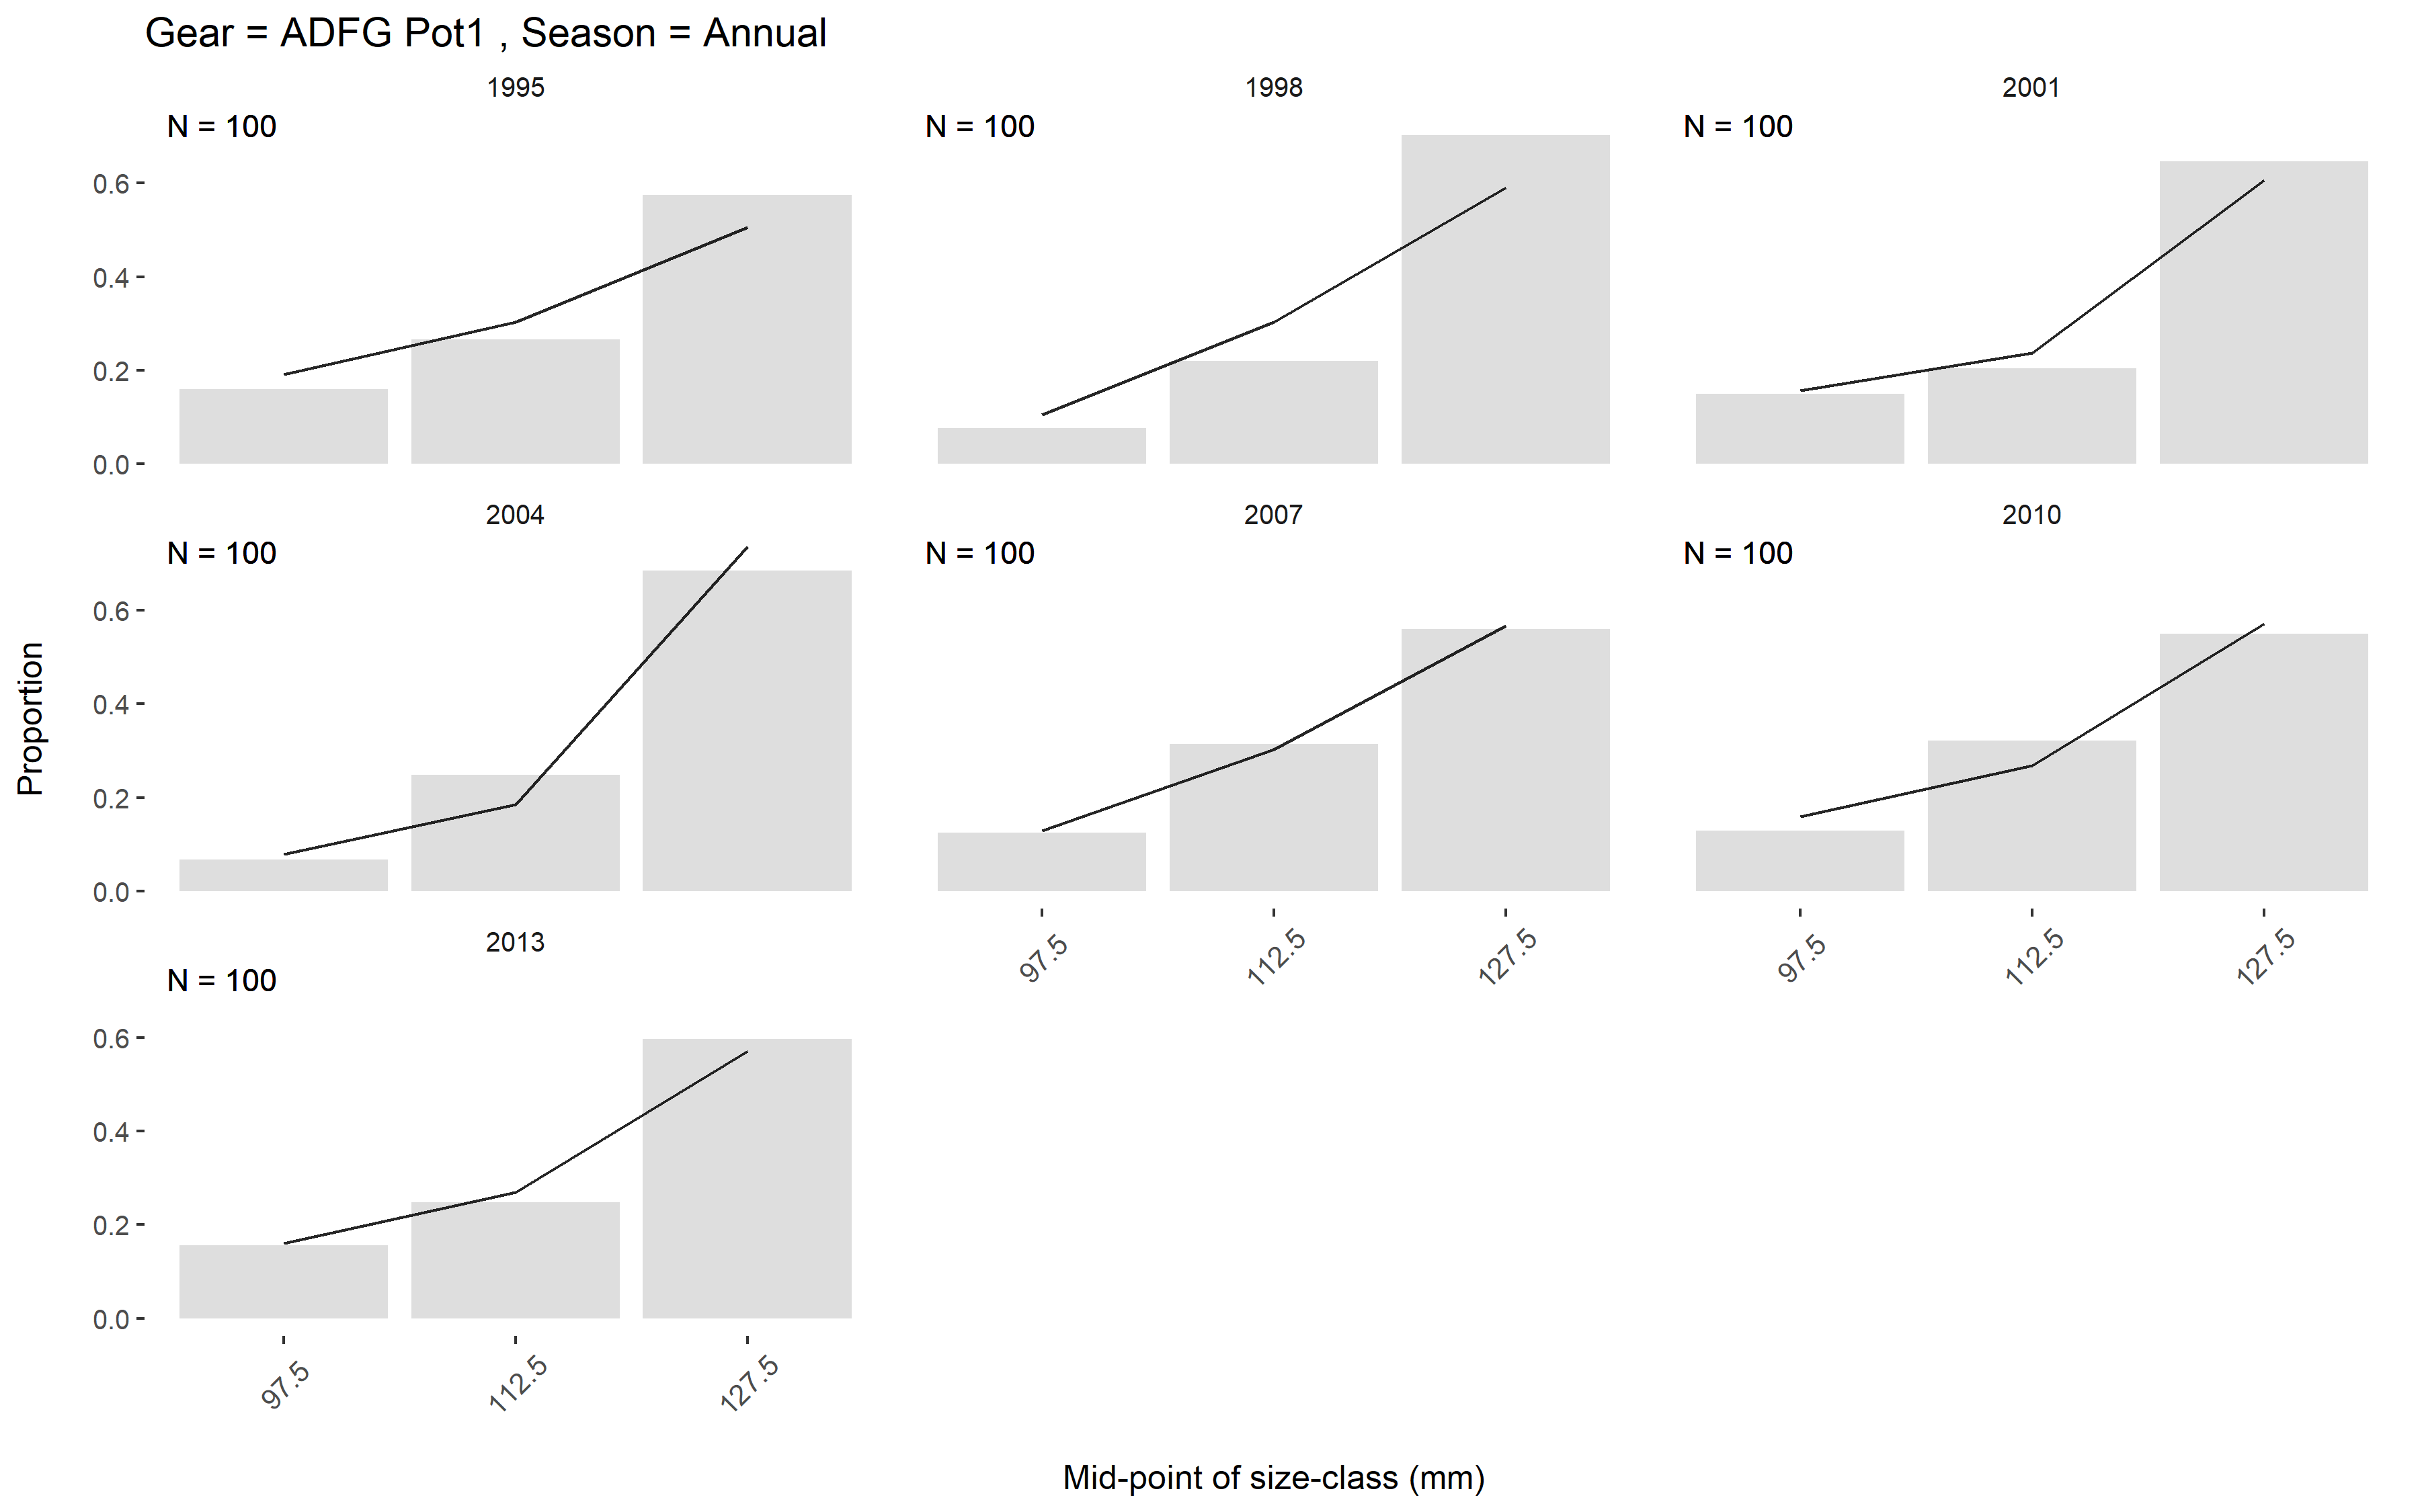 Gear = ADFG Pot1 , Season = Annual
1995
1998
2001
N = 100
N = 100
N = 100
0.6
0.4
0.2
0.0
2004
2007
2010
N = 100
N = 100
N = 100
0.6
0.4
0.2
0.0
97.5
112.5
127.5
97.5
112.5
127.5
2013
N = 100
0.6
0.4
0.2
0.0
97.5
112.5
127.5
Proportion
Mid-point of size-class (mm)